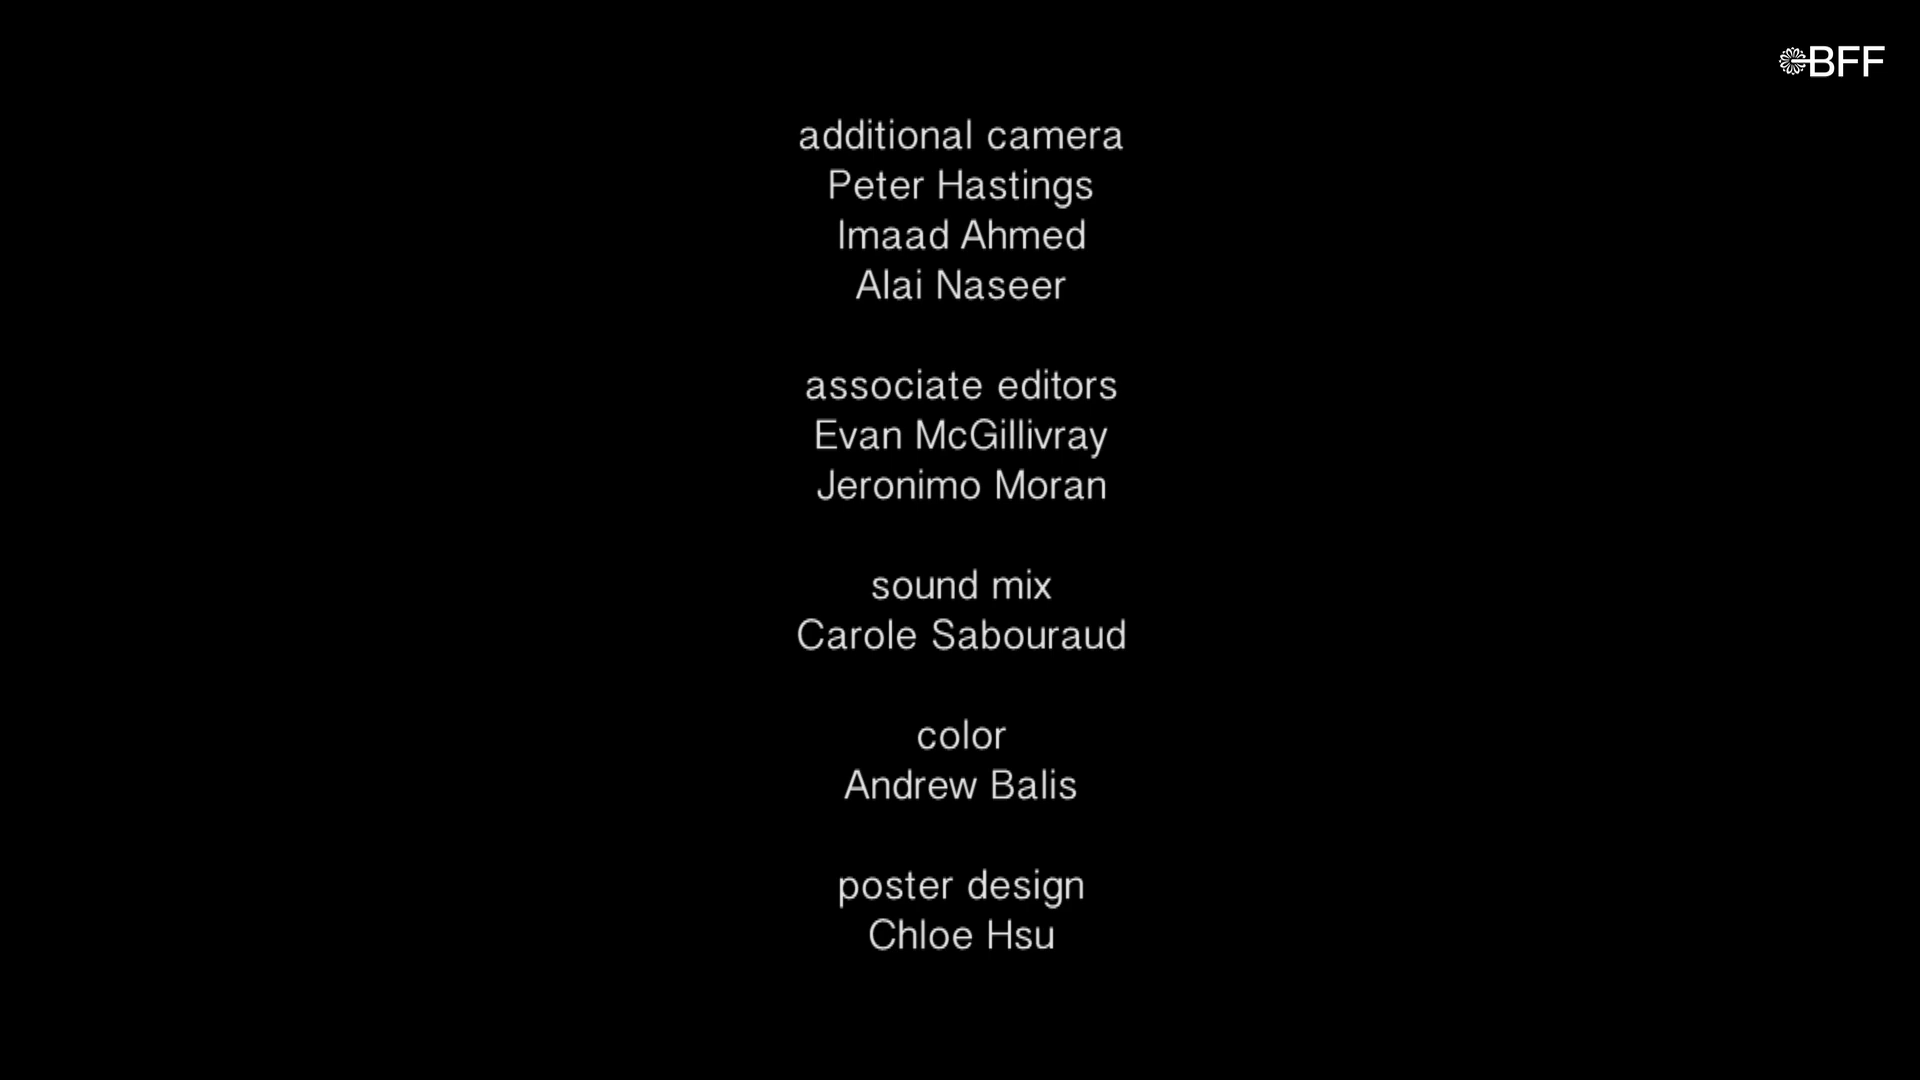 BFF
additional camera
Peter Hastings
Imaad Ahmed
Alai Naseer
associate editors
Evan McGillivray
Jeronimo Moran
sound mix
Carole Sabouraud
color
Andrew Balis
poster design
Chloe Hsu